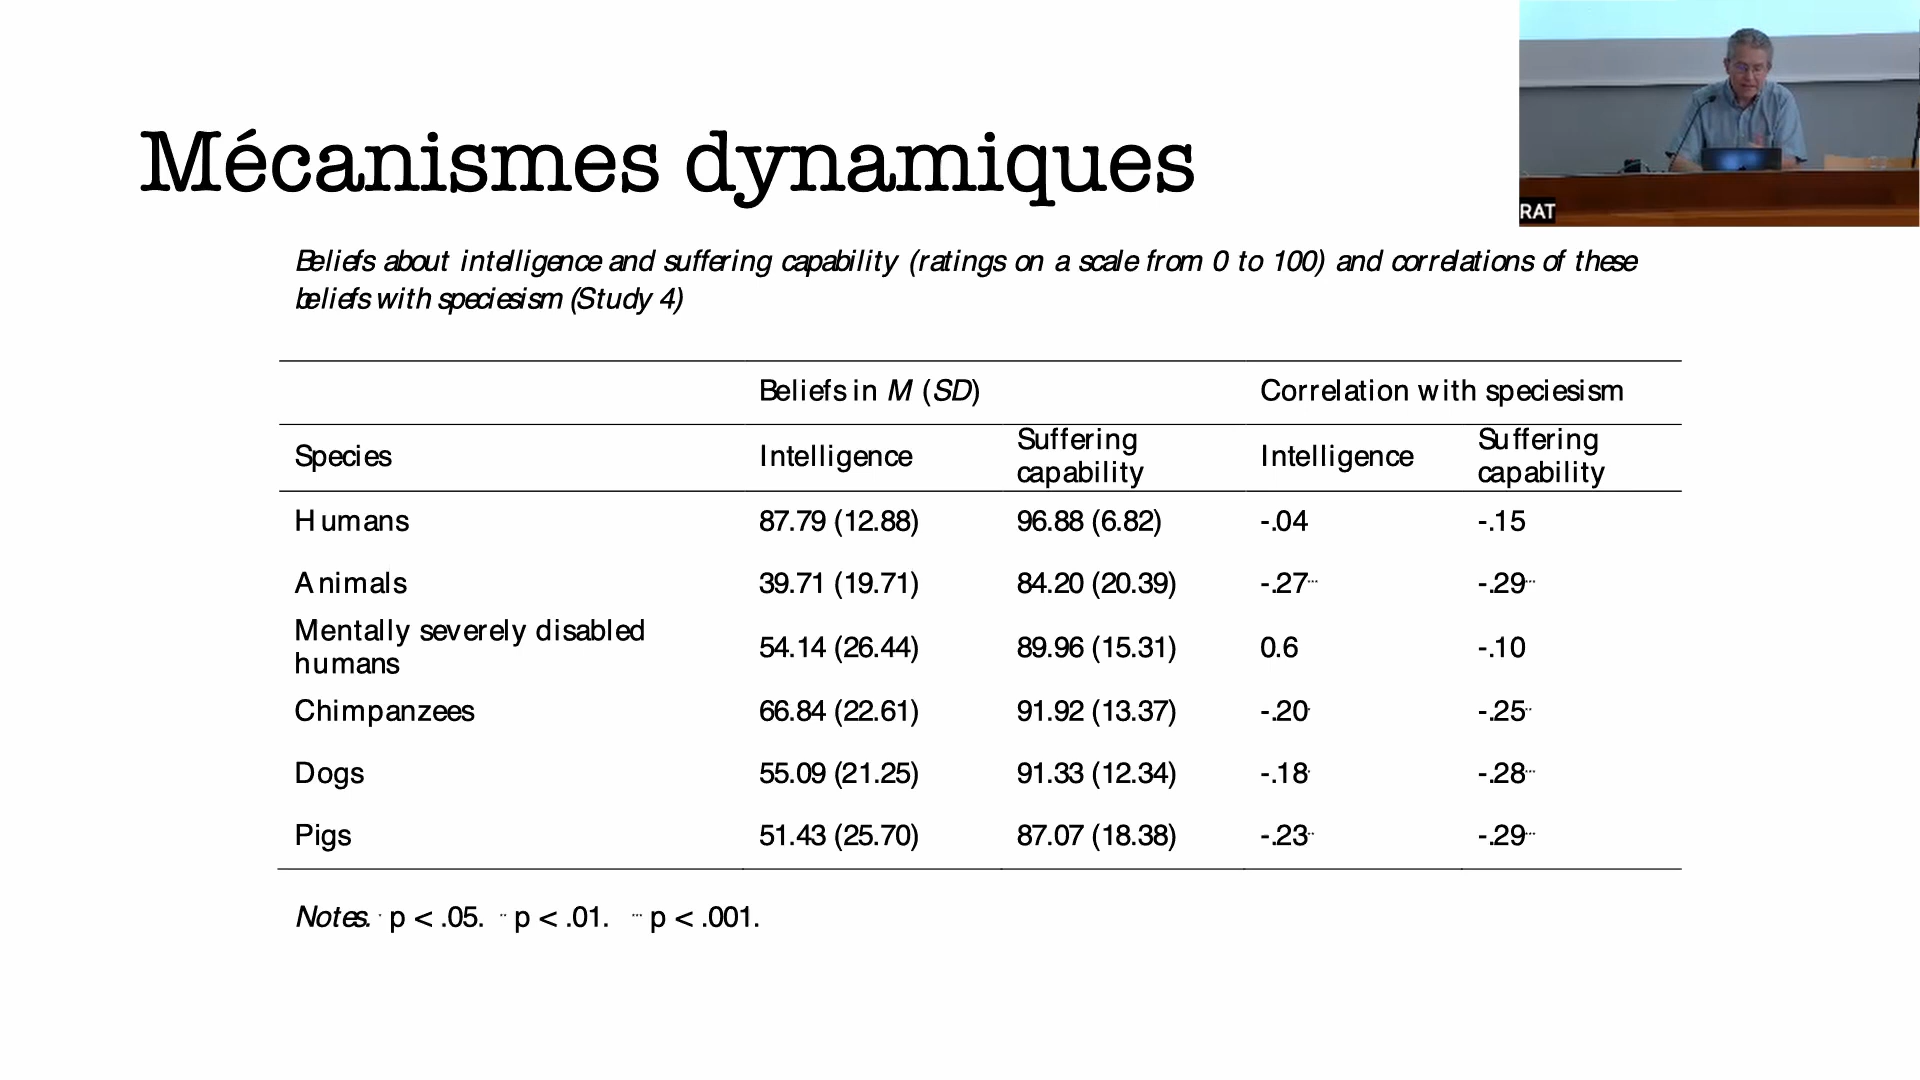 RAT
Mécanismes dynamiques
Beliefs about intelligence and suffering capability (ratings on a scale from 0 to 100) and correlations of these
beliefs with speciesism (Study 4)
Beliefs in M (SD) Correlation with speciesism
Species Intelligence Suffering capability Intelligence Suffering capability
Humans 87.79 (12.88) 96.88 (6.82) -.04 -.15
Animals 39.71 (19.71) 84.20 (20.39) -.27*** -.29***
Mentally severely disabled
humans 54.14 (26.44) 89.96 (15.31) 0.6 -.10
Chimpanzees 66.84 (22.61) 91.92 (13.37) -.20* -.25**
Dogs 55.09 (21.25) 91.33 (12.34) -.18* -.28***
Pigs 51.43 (25.70) 87.07 (18.38) -.23** -.29***
Notes. * p < .05. ** p < .01. *** p < .001.